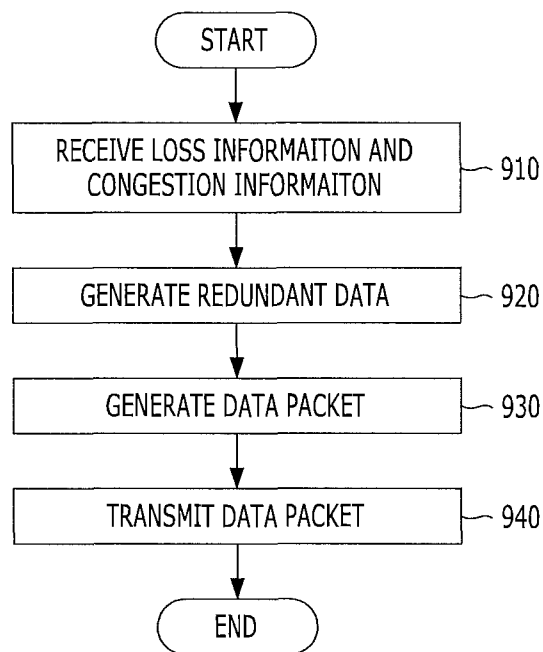 START
RECEIVE LOSS INFORMAITON AND
CONGESTION INFORMAITON
910
GENERATE REDUNDANT DATA
920
GENERATE DATA PACKET
930
TRANSMIT DATA PACKET
940
END